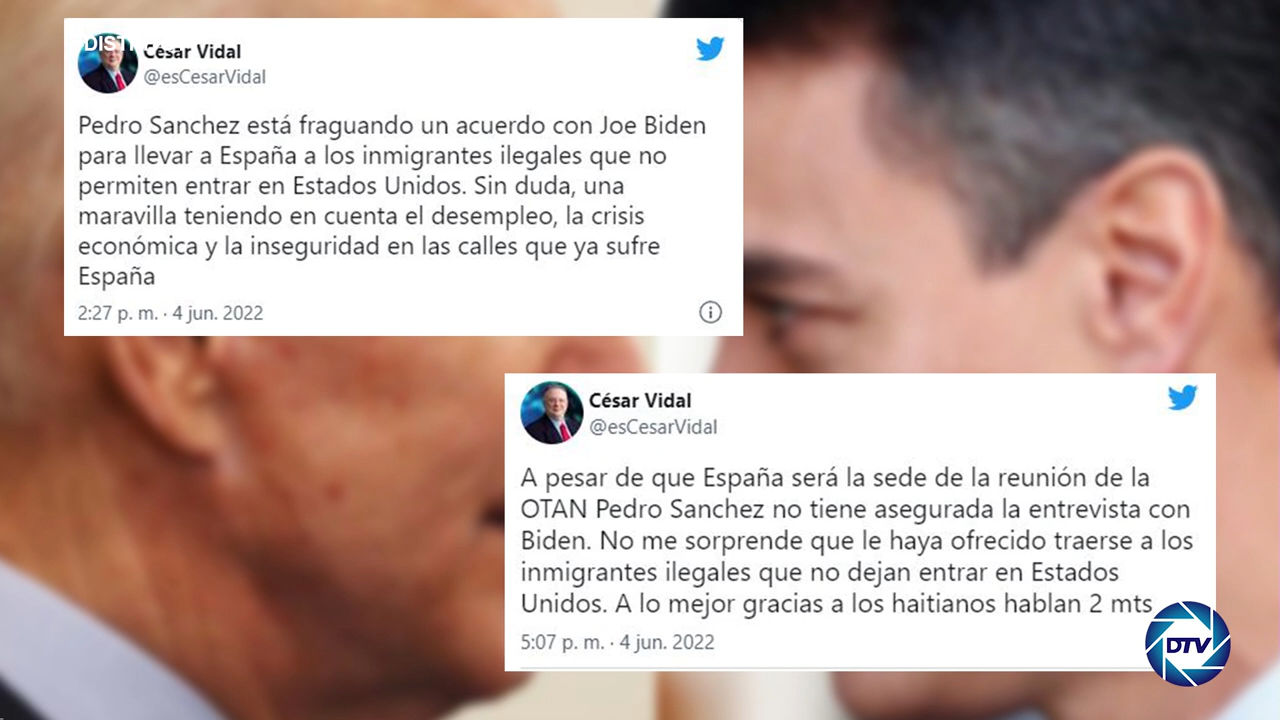 César Vidal
@esCesarVidal
Pedro Sanchez está fraguando un acuerdo con Joe Biden
para llevar a España a los inmigrantes ilegales que no
permiten entrar en Estados Unidos. Sin duda, una
maravilla teniendo en cuenta el desempleo, la crisis
económica y la inseguridad en las calles que ya sufre
España
2:27 p. m. · 4 jun. 2022
César Vidal
@esCesarVidal
A pesar de que España será la sede de la reunión de la
OTAN Pedro Sanchez no tiene asegurada la entrevista con
Biden. No me sorprende que le haya ofrecido traerse a los
inmigrantes ilegales que no dejan entrar en Estados
Unidos. A lo mejor gracias a los haitianos hablan 2 mts
5:07 p. m. · 4 jun. 2022
DTV